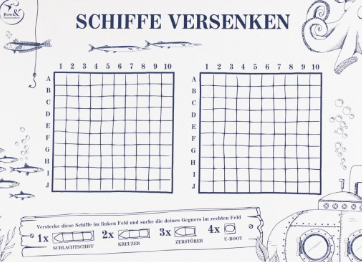 SCHIFFE VERSENKEN
1 2 3 4 5 6 7 8 9 10
A
B
C
D
E
F
G
H
I
J
1 2 3 4 5 6 7 8 9 10
A
B
C
D
E
F
G
H
I
J
Verstecke diese Schiffe im linken Feld und suche die deines Gegners im rechten Feld
1x SCHLACHTSCHIFF
2x KREUZER
3x ZERSTÖRER
4x U-BOOT